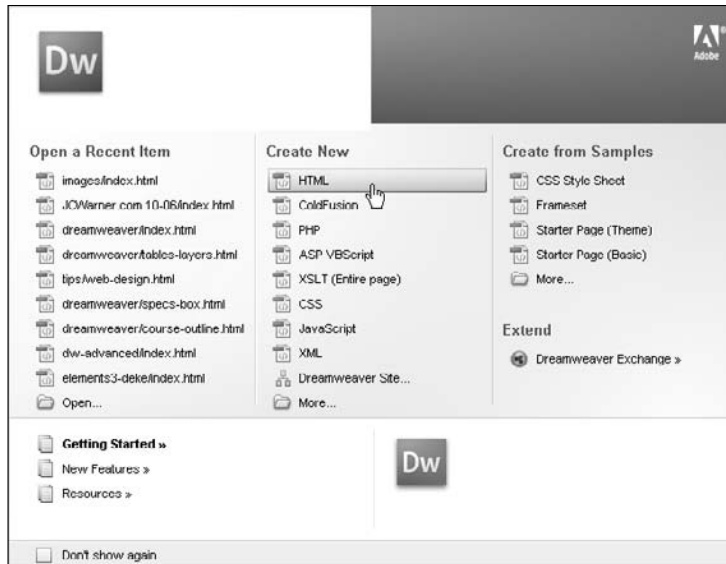 Dw
Adobe
Open a Recent Item
images/index.html
JCWarner.com 10-06/index.html
dreamweaver/index.html
dreamweaver/tables-layers.html
tips/web-design.html
dreamweaver/specs-box.html
dreamweaver/course-outline.html
dw-advanced/index.html
elements3-deke/index.html
Open...
Create New
HTML
ColdFusion
PHP
ASP VBScript
XSLT (Entire page)
CSS
JavaScript
XML
Dreamweaver Site...
More...
Create from Samples
CSS Style Sheet
Frameset
Starter Page (Theme)
Starter Page (Basic)
More...
Extend
Dreamweaver Exchange »
Getting Started »
New Features »
Resources »
Dw
Don't show again